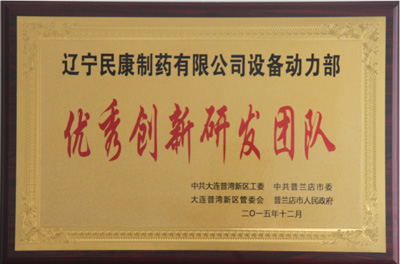 辽宁民康制药有限公司设备动力部
优秀创新研发团队
中共大连普湾新区工委 中共普兰店市委
大连普湾新区管委会 普兰店市人民政府
二〇一五年十二月